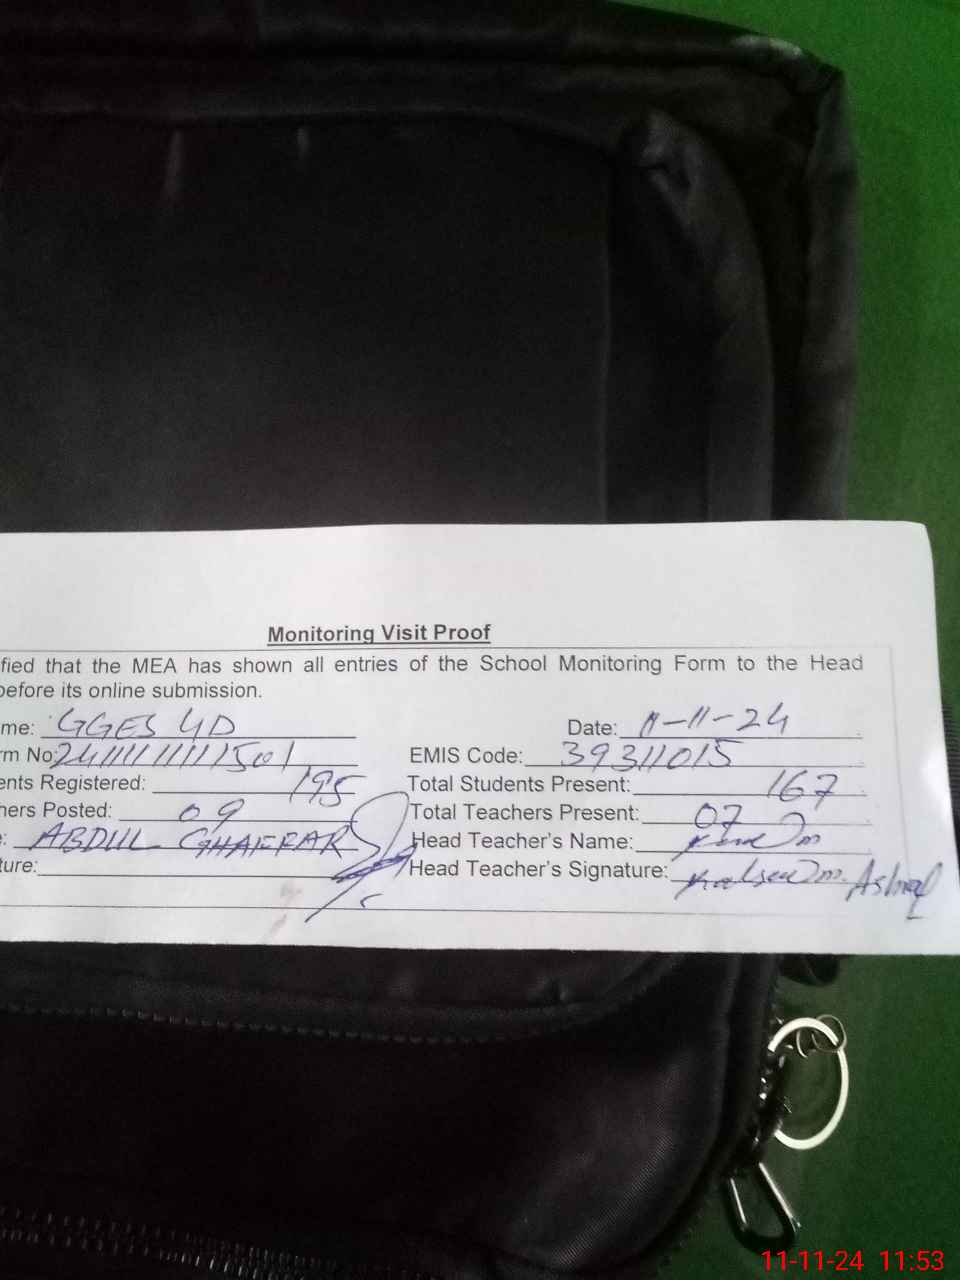 Monitoring Visit Proof
fied that the MEA has shown all entries of the School Monitoring Form to the Head
before its online submission.
me: GGES 4D Date: 11-11-24
rm No: EMIS Code: 39311015
ents Registered: 195 Total Students Present: 167
hers Posted: 09 Total Teachers Present: 07
: ABDUL GHAFFAR Head Teacher's Name:
ture: Head Teacher's Signature: Ashraf
11-11-24 11:53